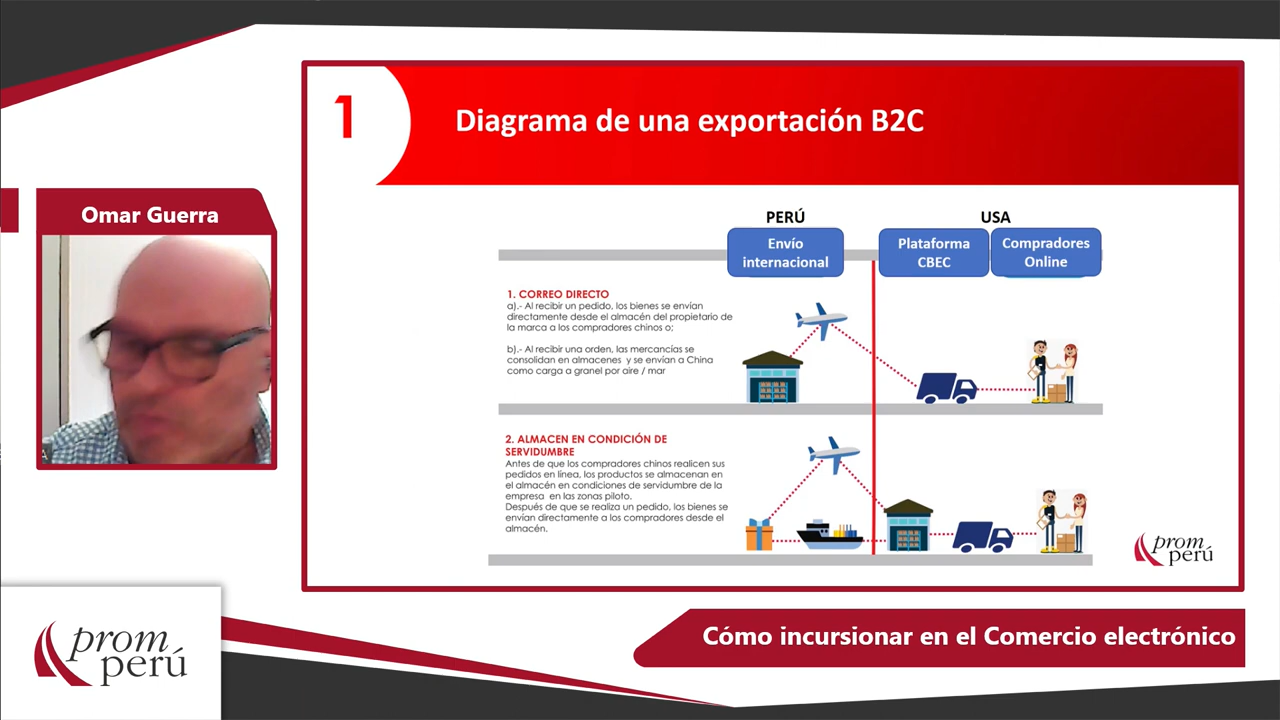 1
Diagrama de una exportación B2C
Omar Guerra
PERÚ
USA
Envío
internacional
Plataforma
CBEC
Compradores
Online
1. CORREO DIRECTO
a).- Al recibir un pedido, los bienes se envían
directamente desde el almacén del propietario de
la marca a los compradores chinos o;
b).- Al recibir una orden, las mercancías se
consolidan en almacenes y se envían a China
como carga a granel por aire / mar
2. ALMACEN EN CONDICIÓN DE
SERVIDUMBRE
Antes de que los compradores chinos realicen sus
pedidos en línea, los productos se almacenan en
el almacén en condiciones de servidumbre de la
empresa en las zonas piloto.
Después de que se realiza un pedido, los bienes se
envían directamente a los compradores desde el
almacén.
prom
perú
Cómo incursionar en el Comercio electrónico
prom
perú